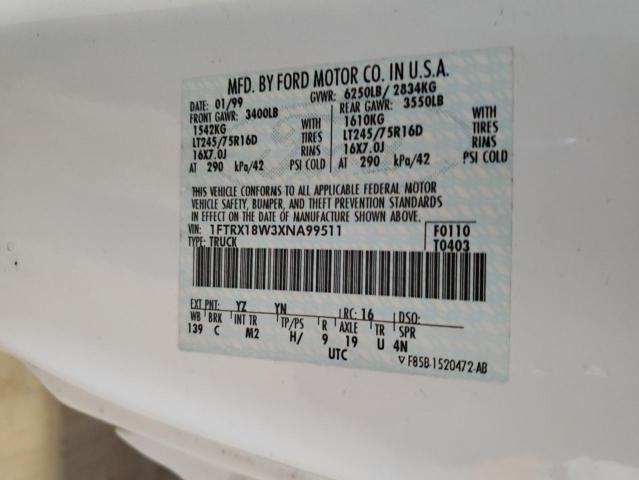 MFD. BY FORD MOTOR CO. IN U.S.A.
DATE: 01/99 GVWR: 6250LB/ 2834KG
FRONT GAWR: 3400LB REAR GAWR: 3550LB
1542KG WITH 1610KG WITH
LT245/75R16D TIRES LT245/75R16D TIRES
16X7.0J RIMS 16X7.0J RIMS
AT 290 kPa/42 PSI COLD AT 290 kPa/42 PSI COLD
THIS VEHICLE CONFORMS TO ALL APPLICABLE FEDERAL MOTOR
VEHICLE SAFETY, BUMPER, AND THEFT PREVENTION STANDARDS
IN EFFECT ON THE DATE OF MANUFACTURE SHOWN ABOVE.
VIN: 1FTRX18W3XNA99511 F0110
TYPE: TRUCK T0403
EXT PNT: YZ YN RC: 16 DSO:
WB BRK INT TR TP/PS R AXLE TR SPR
139 C M2 H/ 9 19 U 4N
UTC ▽ F85B-1520472-AB